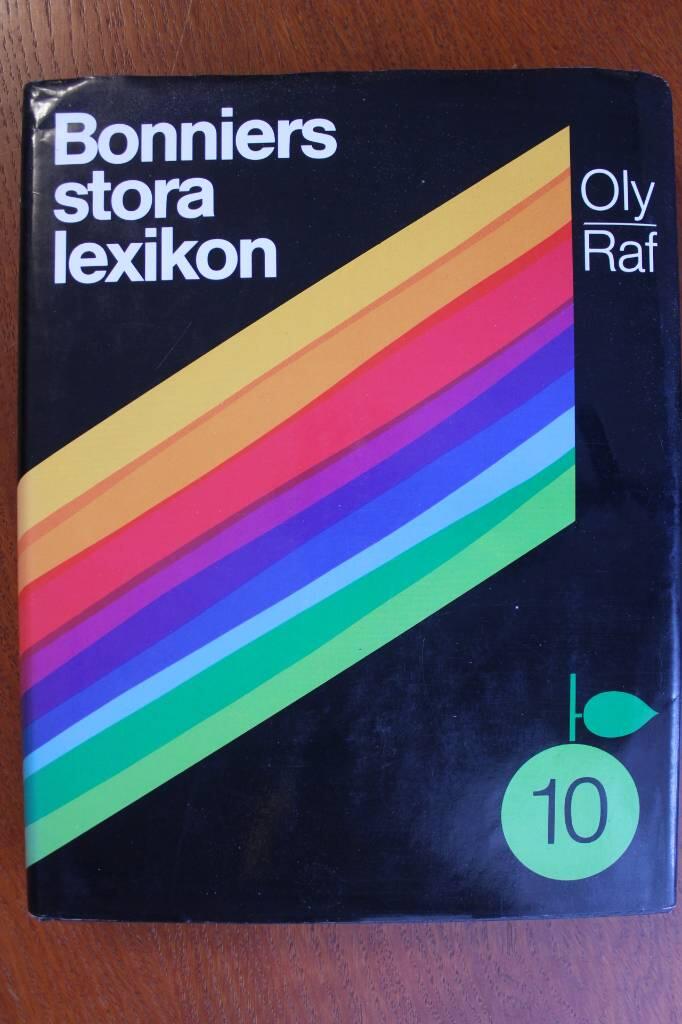 Bonniers
stora
lexikon
Oly
Raf
10